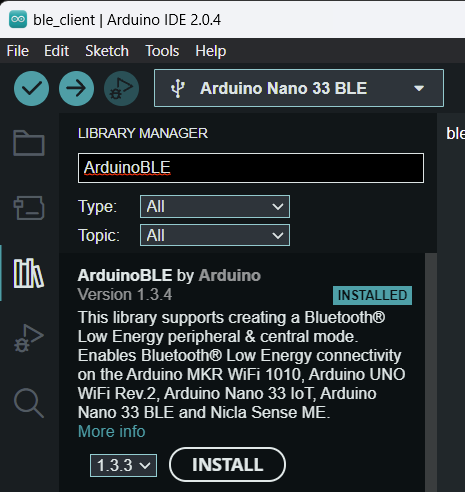 ble_client | Arduino IDE 2.0.4
File Edit Sketch Tools Help
Arduino Nano 33 BLE
LIBRARY MANAGER
ble
ArduinoBLE
Type: All
Topic: All
ArduinoBLE by Arduino
Version 1.3.4
INSTALLED
This library supports creating a Bluetooth®
Low Energy peripheral & central mode.
Enables Bluetooth® Low Energy connectivity
on the Arduino MKR WiFi 1010, Arduino UNO
WiFi Rev.2, Arduino Nano 33 IoT, Arduino
Nano 33 BLE and Nicla Sense ME.
More info
1.3.3 INSTALL